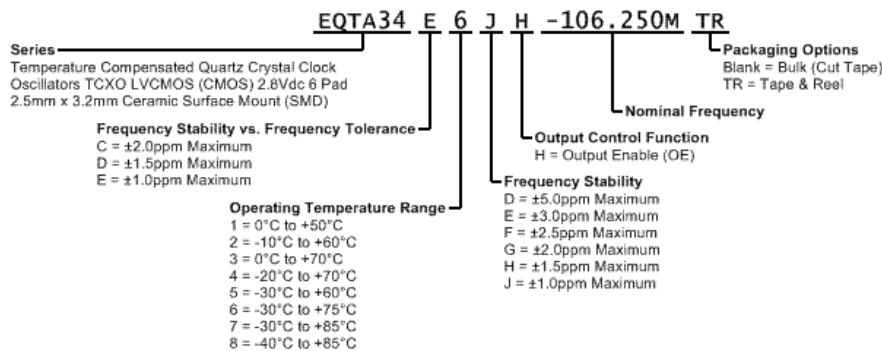 EQTA34 E 6 J H -106.250M TR
Series
Temperature Compensated Quartz Crystal Clock
Oscillators TCXO LVCMOS (CMOS) 2.8Vdc 6 Pad
2.5mm x 3.2mm Ceramic Surface Mount (SMD)
Packaging Options
Blank = Bulk (Cut Tape)
TR = Tape & Reel
Nominal Frequency
Frequency Stability vs. Frequency Tolerance
C = ±2.0ppm Maximum
D = ±1.5ppm Maximum
E = ±1.0ppm Maximum
Output Control Function
H = Output Enable (OE)
Frequency Stability
D = ±5.0ppm Maximum
E = ±3.0ppm Maximum
F = ±2.5ppm Maximum
G = ±2.0ppm Maximum
H = ±1.5ppm Maximum
J = ±1.0ppm Maximum
Operating Temperature Range
1 = 0°C to +50°C
2 = -10°C to +60°C
3 = 0°C to +70°C
4 = -20°C to +70°C
5 = -30°C to +60°C
6 = -30°C to +75°C
7 = -30°C to +85°C
8 = -40°C to +85°C